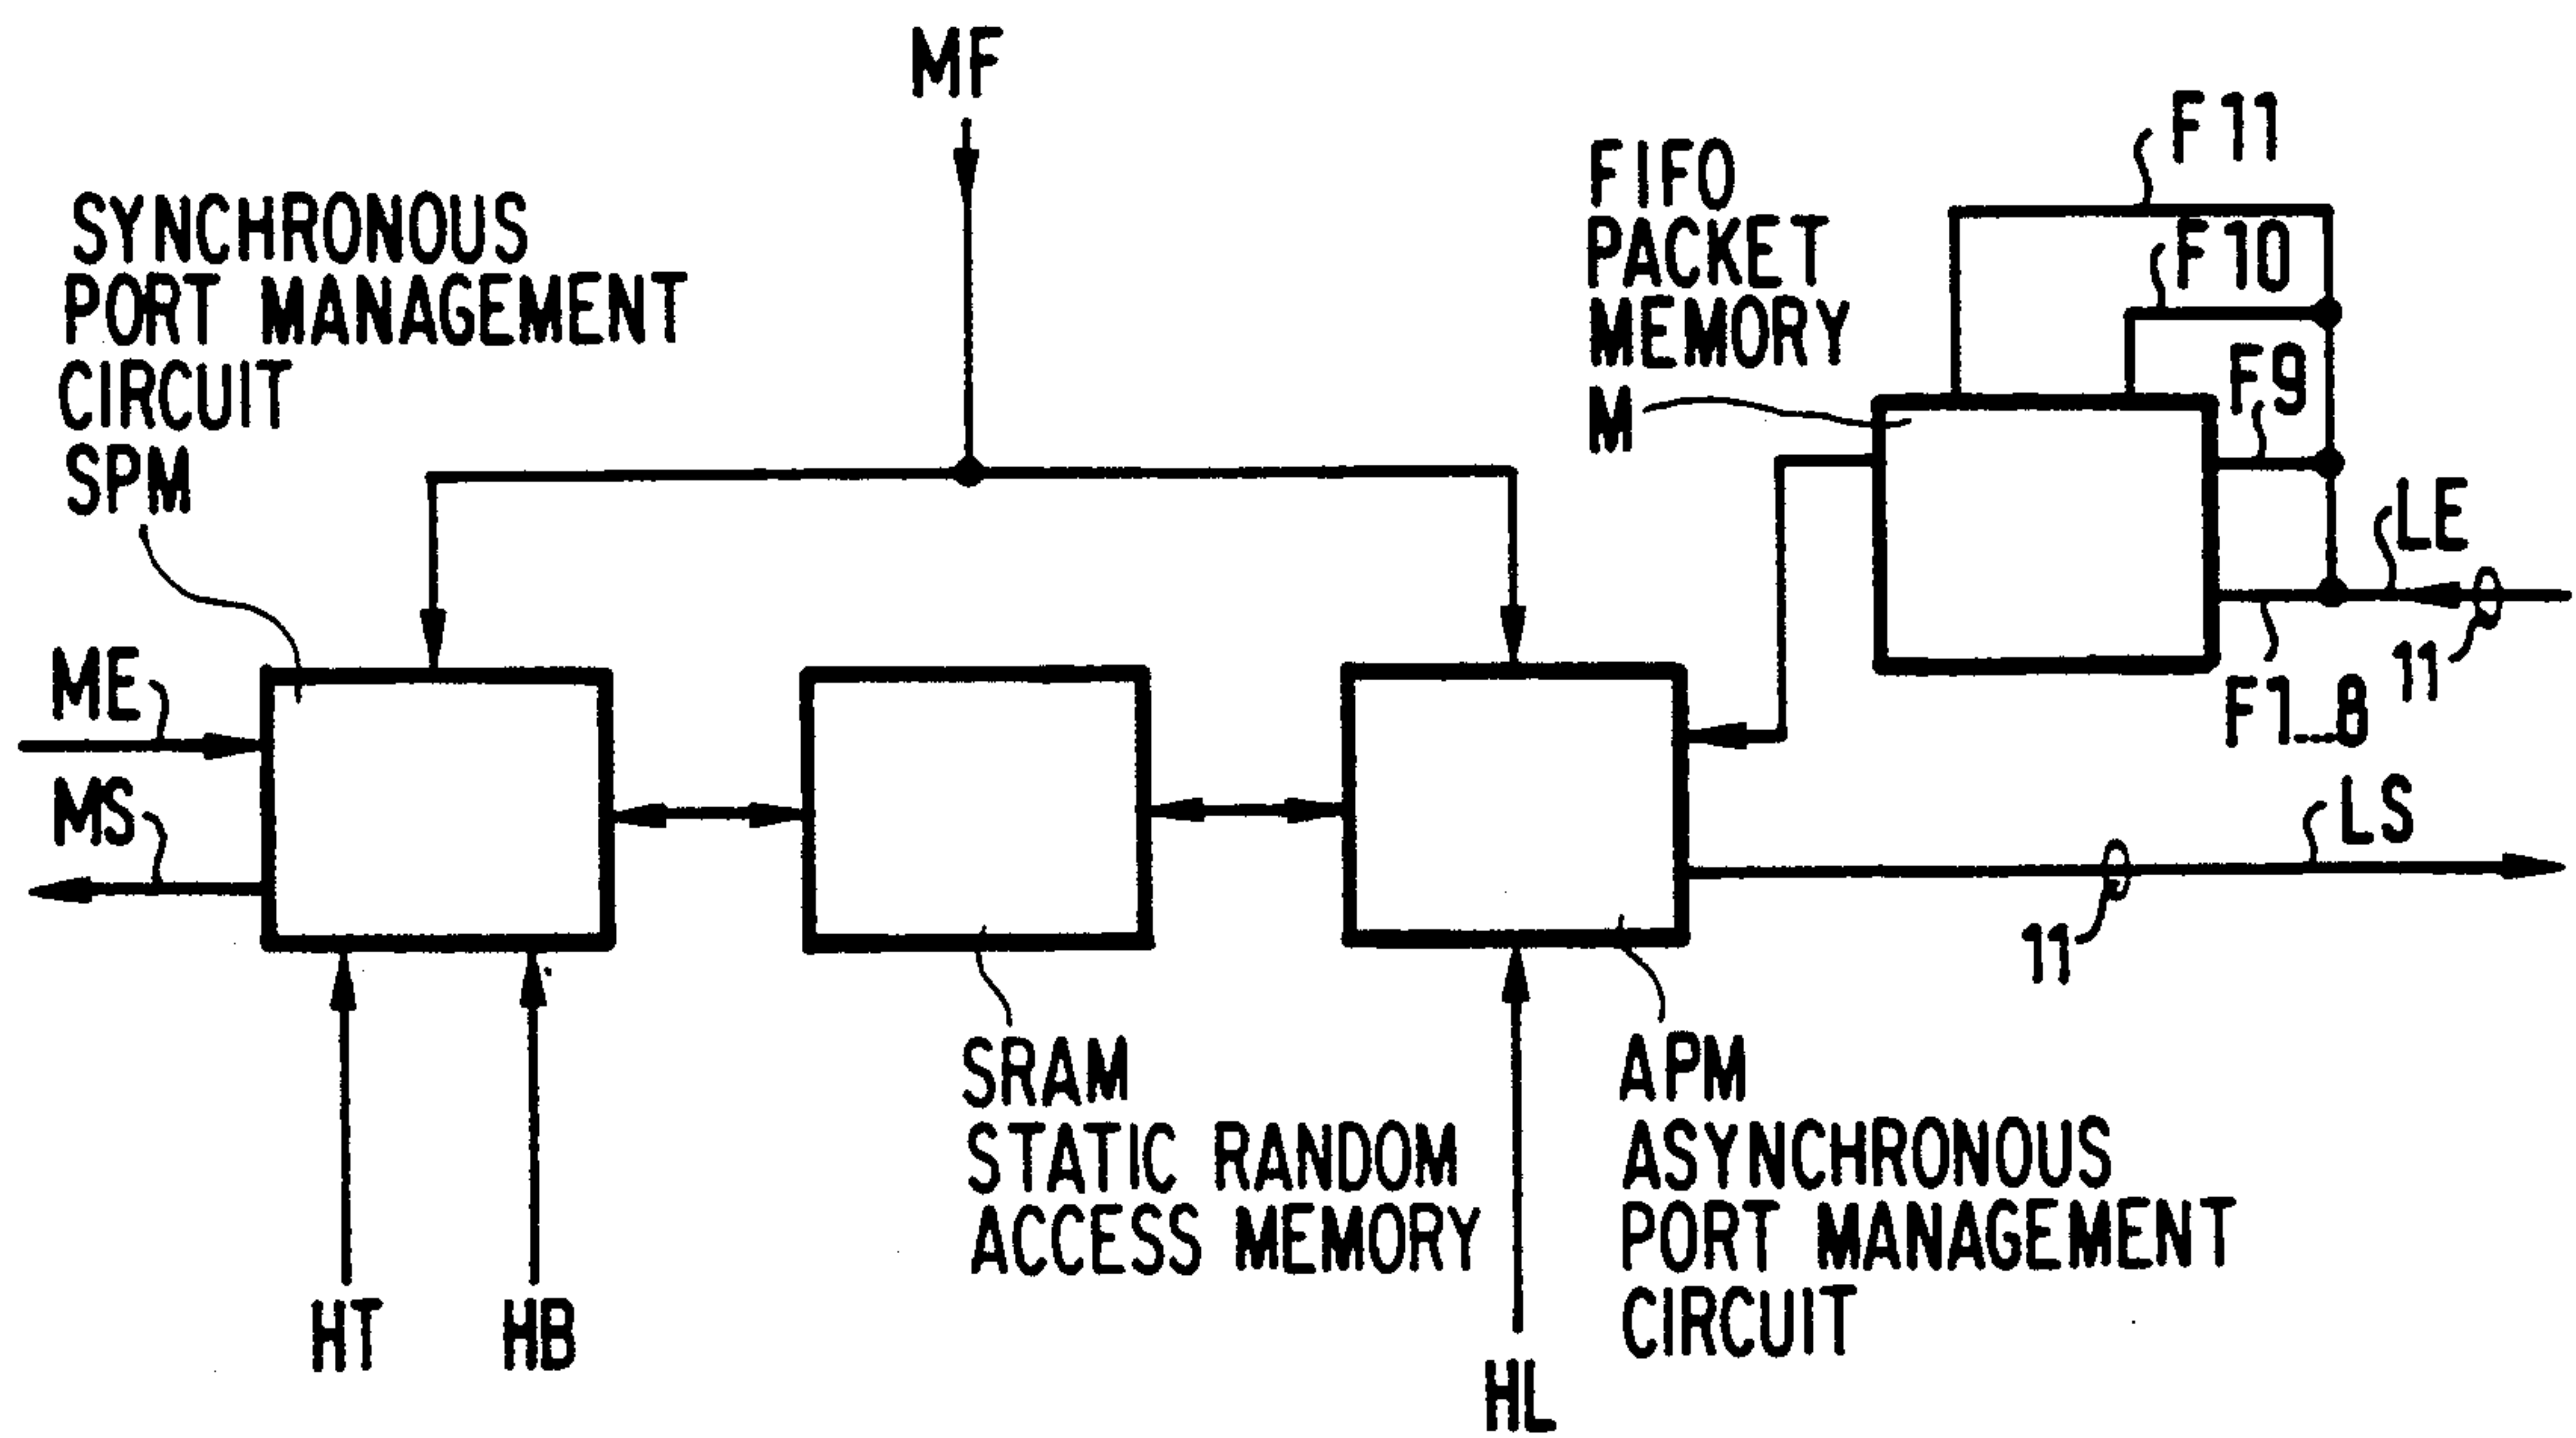 MF
F11
FIFO
PACKET
MEMORY
M
F10
SYNCHRONOUS
PORT MANAGEMENT
CIRCUIT
SPM
F9
LE
11
F1...8
ME
MS
LS
11
SRAM
STATIC RANDOM
ACCESS MEMORY
APM
ASYNCHRONOUS
PORT MANAGEMENT
CIRCUIT
HT
HB
HL